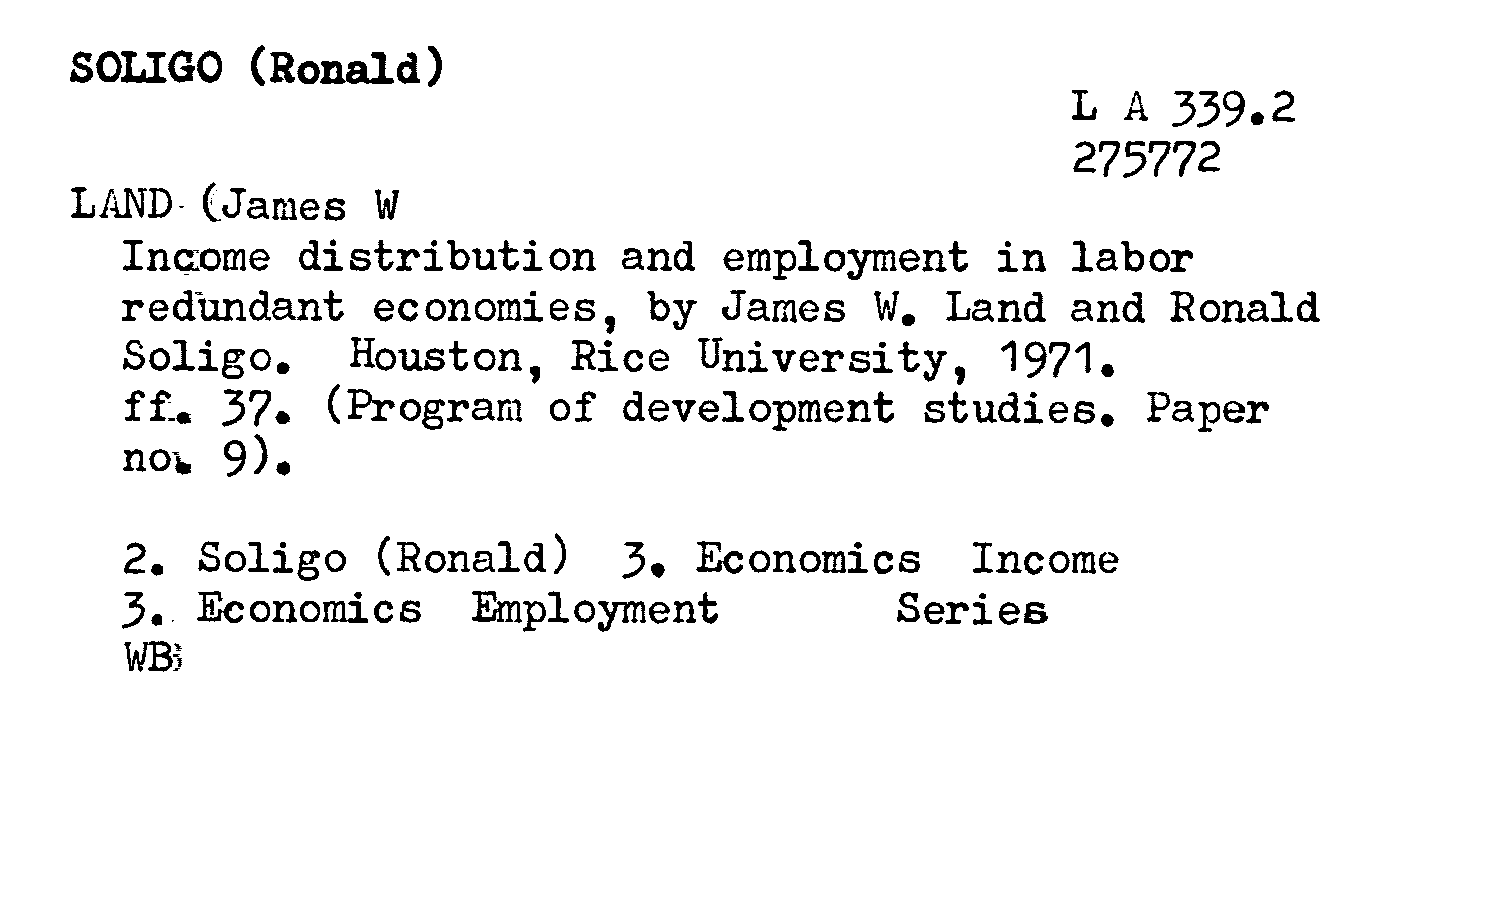 SOLIGO (Ronald)
L A 339.2
275772
LAND (James W
Income distribution and employment in labor
redundant economies, by James W. Land and Ronald
Soligo. Houston, Rice University, 1971.
ff. 37. (Program of development studies. Paper
no. 9).
2. Soligo (Ronald) 3. Economics Income
3. Economics Employment Series
WB